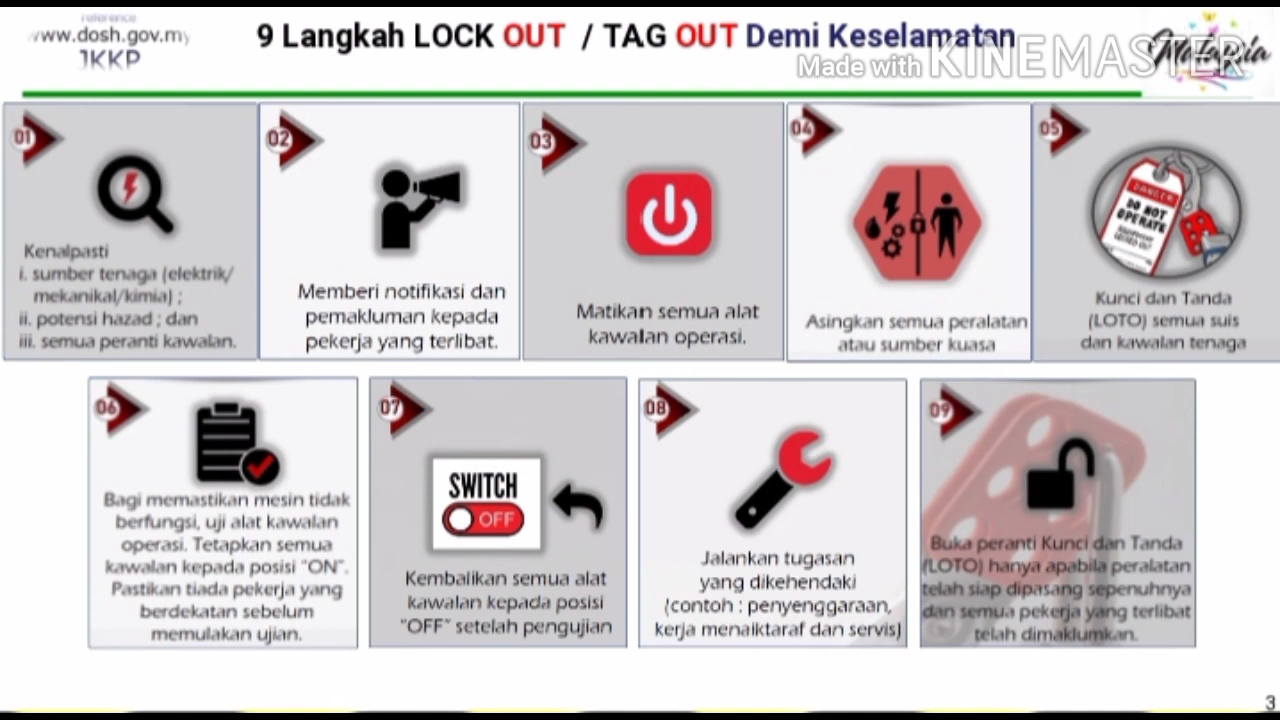 reference
www.dosh.gov.my
JKKP
9 Langkah LOCK OUT / TAG OUT Demi Keselamatan
Malaysia
Made with KINEMASTER
01
Kenalpasti
i. sumber tenaga (elektrik/
mekanikal/kimia) ;
ii. potensi hazad ; dan
iii. semua peranti kawalan.
02
Memberi notifikasi dan
pemakluman kepada
pekerja yang terlibat.
03
Matikan semua alat
kawalan operasi.
04
Asingkan semua peralatan
atau sumber kuasa
05
DANGER
DO NOT
OPERATE
Kunci dan Tanda
(LOTO) semua suis
dan kawalan tenaga
06
Bagi memastikan mesin tidak
berfungsi, uji alat kawalan
operasi. Tetapkan semua
kawalan kepada posisi "ON".
Pastikan tiada pekerja yang
berdekatan sebelum
memulakan ujian.
07
SWITCH
OFF
Kembalikan semua alat
kawalan kepada posisi
"OFF" setelah pengujian
08
Jalankan tugasan
yang dikehendaki
(contoh : penyenggaraan,
kerja menaiktaraf dan servis)
09
Buka peranti Kunci dan Tanda
(LOTO) hanya apabila peralatan
telah siap dipasang sepenuhnya
dan semua pekerja yang terlibat
telah dimaklumkan.
3